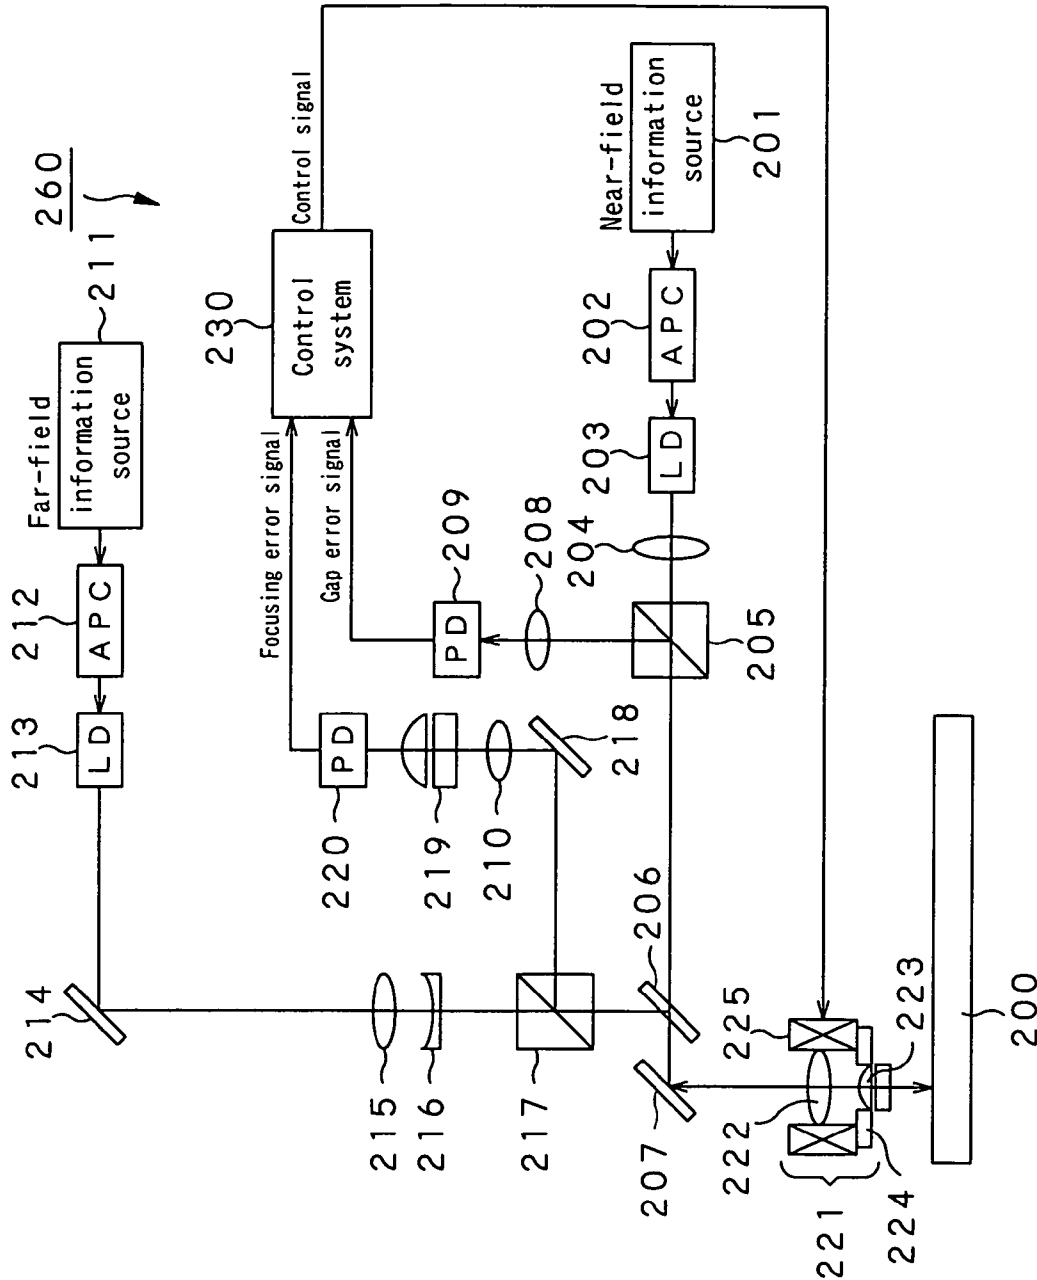 260
Far-field
information
source
211
APC
212
LD
213
214
215
216
217
Focusing error signal
Gap error signal
Control
system
230
Control signal
PD
220
219
210
218
PD
209
208
Near-field
information
source
201
APC
202
LD
203
204
205
206
207
225
222
223
221
224
200